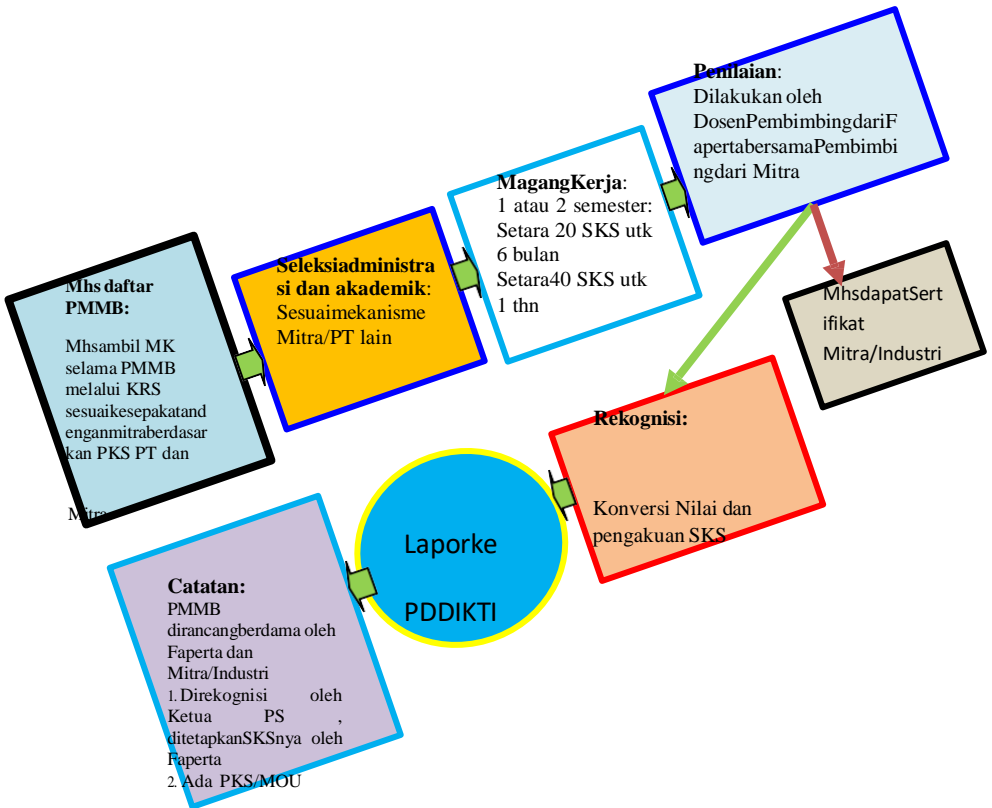 Mhs daftar
PMMB:
Mhsambil MK
selama PMMB
melalui KRS
sesuaikesepakatand
enganmitraberdasar
kan PKS PT dan
Mitra
Seleksiadministra
si dan akademik:
Sesuaimekanisme
Mitra/PT lain
MagangKerja:
1 atau 2 semester:
Setara 20 SKS utk
6 bulan
Setara40 SKS utk
1 thn
Penilaian:
Dilakukan oleh
DosenPembimbingdariF
apertabersamaPembimbi
ngdari Mitra
MhsdapatSert
ifikat
Mitra/Industri
Rekognisi:
Konversi Nilai dan
pengakuan SKS
Laporke
PDDIKTI
Catatan:
PMMB
dirancangberdama oleh
Faperta dan
Mitra/Industri
1. Direkognisi oleh
Ketua PS ,
ditetapkanSKSnya oleh
Faperta
2. Ada PKS/MOU